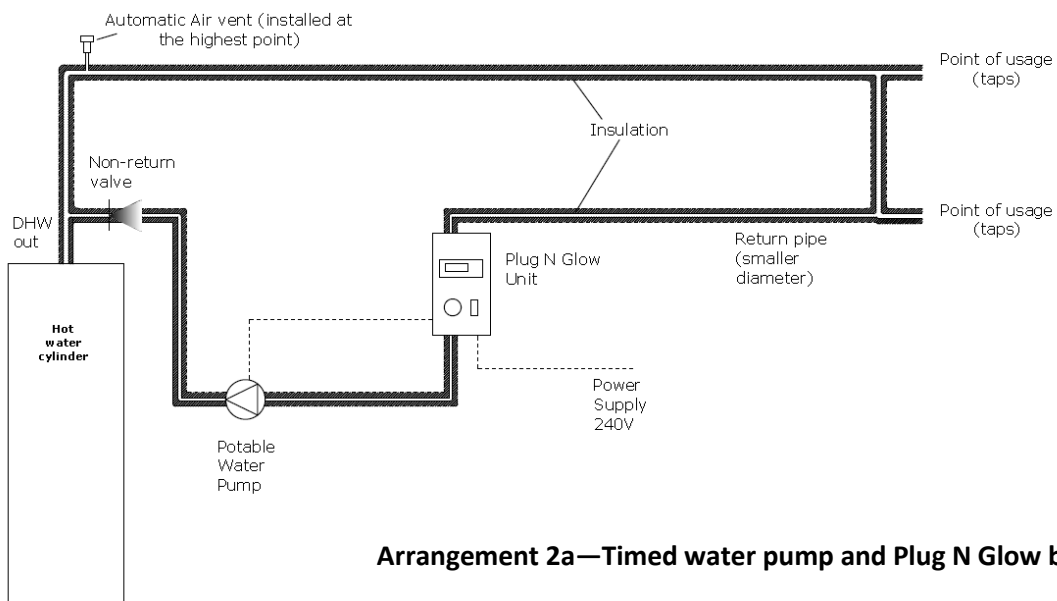 Automatic Air vent (installed at
the highest point)
Point of usage
(taps)
Insulation
Non-return
valve
DHW
out
Point of usage
(taps)
Return pipe
(smaller
diameter)
Plug N Glow
Unit
Hot
water
cylinder
Power
Supply
240V
Potable
Water
Pump
Arrangement 2a—Timed water pump and Plug N Glow b